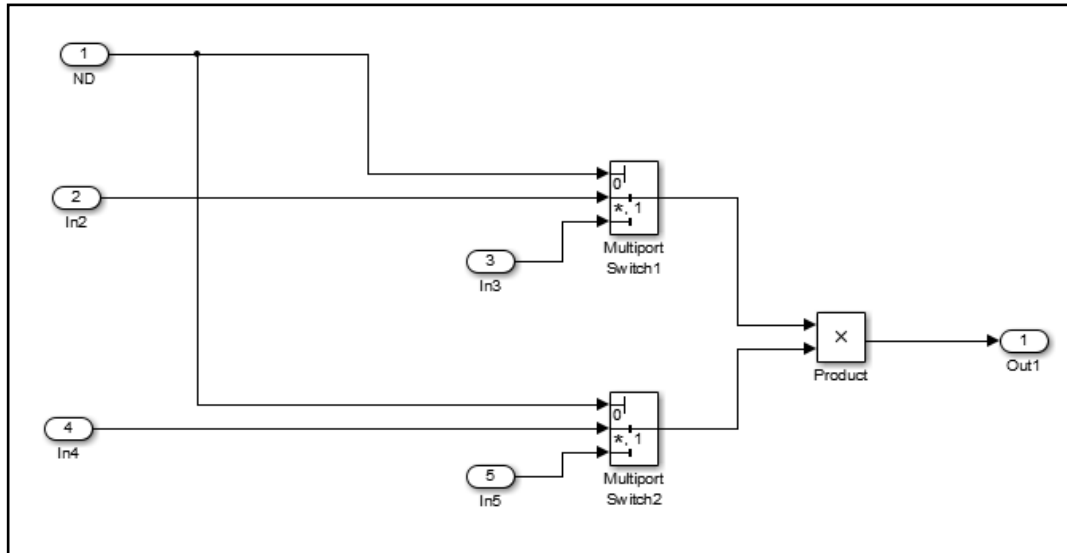 1
ND
2
In2
0
*, 1
Multiport
Switch1
3
In3
×
Product
1
Out1
4
In4
0
*, 1
Multiport
Switch2
5
In5